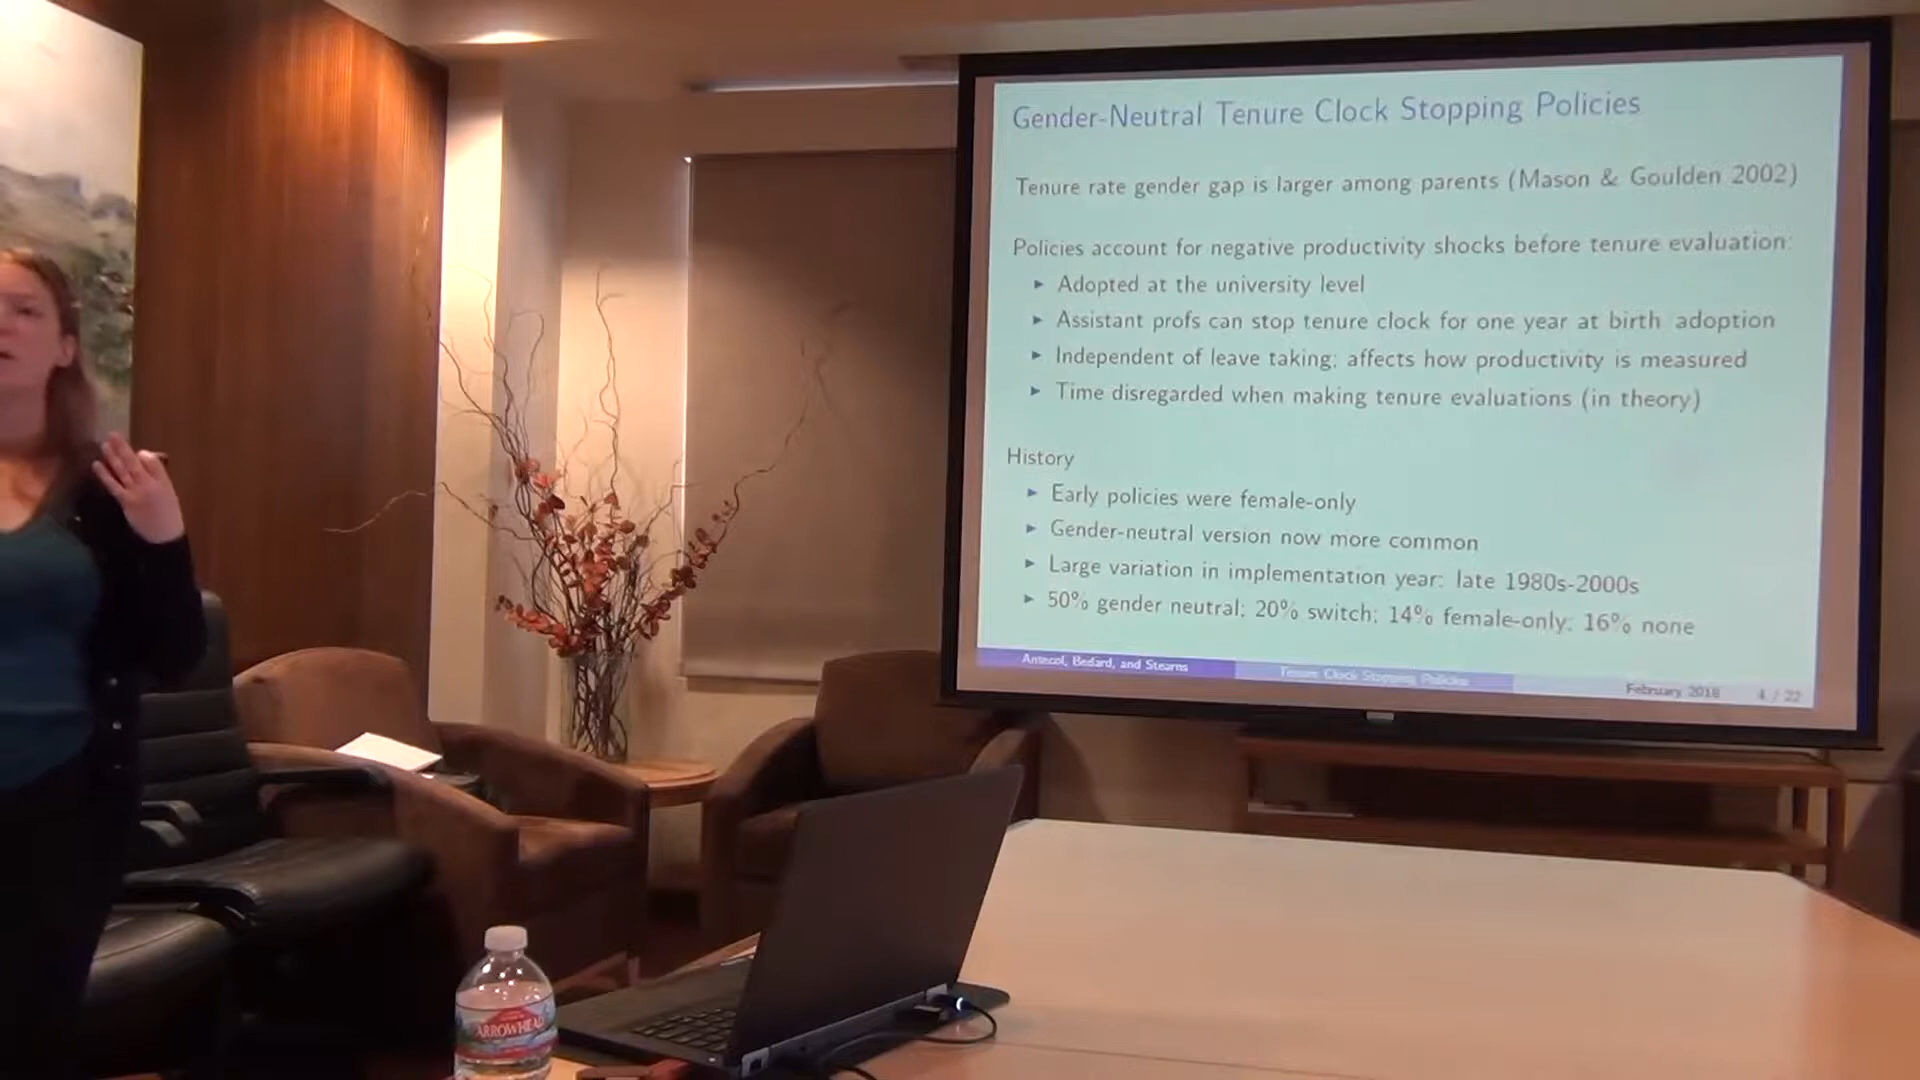 Gender-Neutral Tenure Clock Stopping Policies
Tenure rate gender gap is larger among parents (Mason & Goulden 2002)
Policies account for negative productivity shocks before tenure evaluation:
▶ Adopted at the university level
▶ Assistant profs can stop tenure clock for one year at birth adoption
▶ Independent of leave taking; affects how productivity is measured
▶ Time disregarded when making tenure evaluations (in theory)
History
▶ Early policies were female-only
▶ Gender-neutral version now more common
▶ Large variation in implementation year: late 1980s-2000s
▶ 50% gender neutral; 20% switch; 14% female-only; 16% none
Antecol, Bedard, and Stearns
Tenure Clock Stopping Policies
February 2018
4 / 22
ARROWHEAD